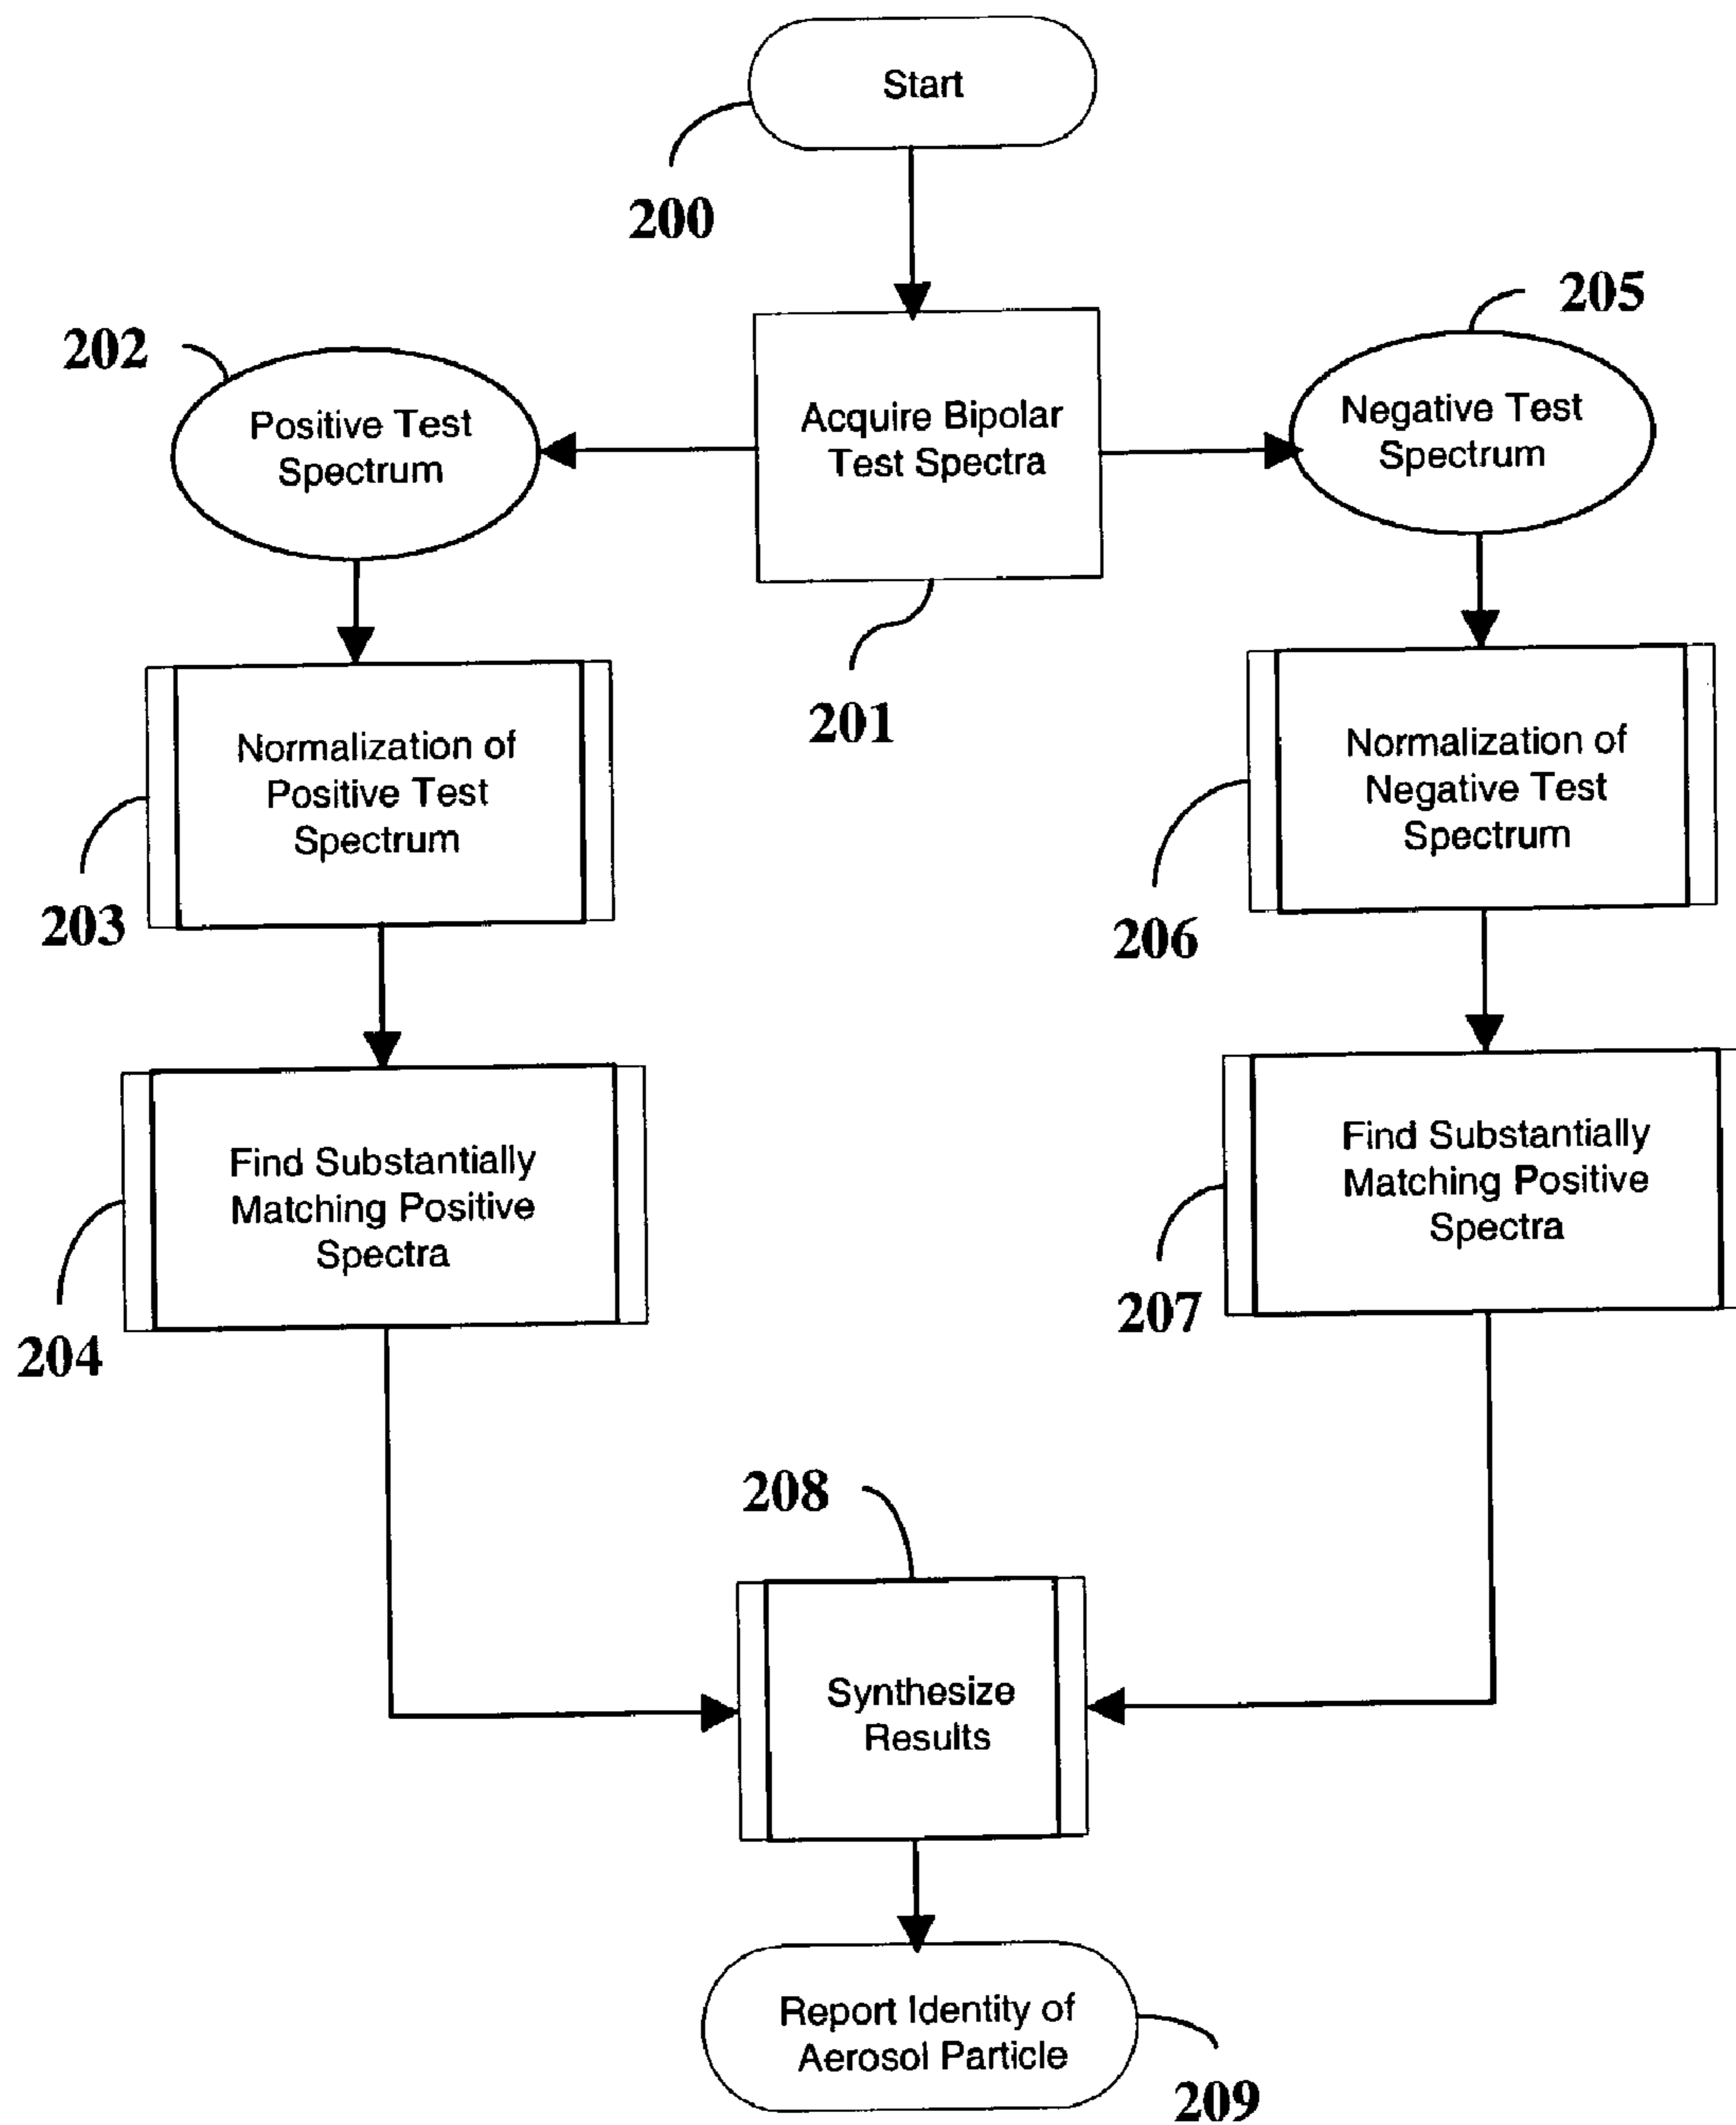 Start
200
205
202
Acquire Bipolar
Test Spectra
Positive Test
Spectrum
Negative Test
Spectrum
201
Normalization of
Positive Test
Spectrum
203
Normalization of
Negative Test
Spectrum
206
Find Substantially
Matching Positive
Spectra
204
Find Substantially
Matching Positive
Spectra
207
208
Synthesize
Results
Report Identity of
Aerosol Particle
209